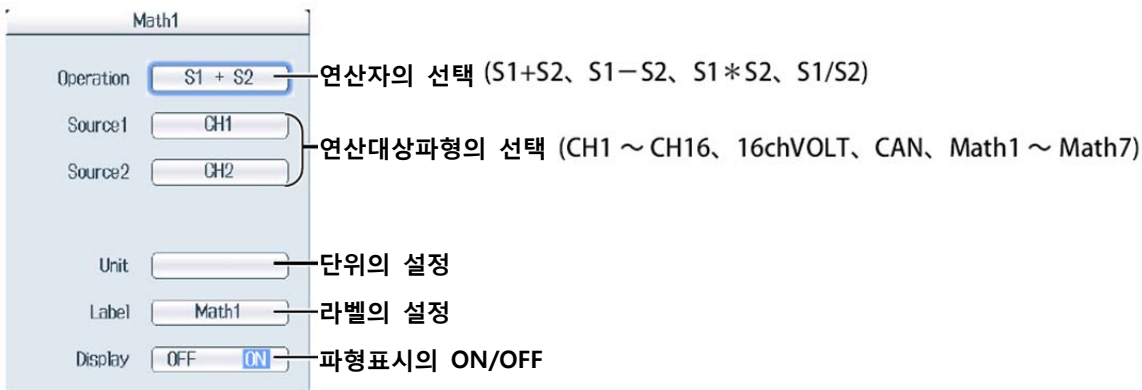 Math1
Operation S1 + S2 연산자의 선택 (S1+S2、S1－S2、S1＊S2、S1/S2)
Source1 CH1
연산대상파형의 선택 (CH1 ～ CH16、16chVOLT、CAN、Math1 ～ Math7)
Source2 CH2
Unit 단위의 설정
Label Math1 라벨의 설정
Display OFF ON 파형표시의 ON/OFF